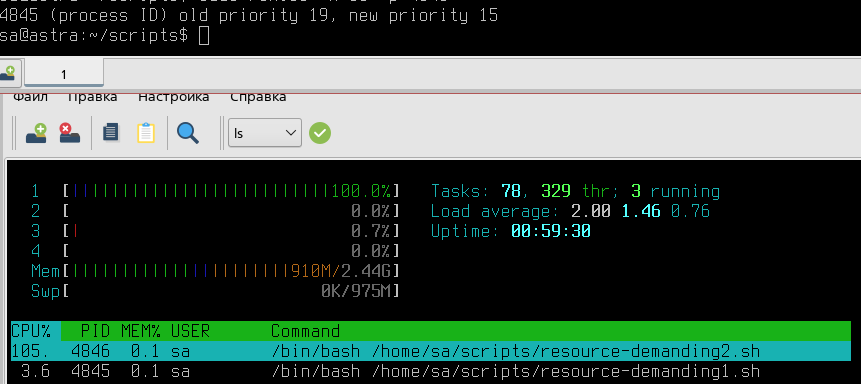 4845 (process ID) old priority 19, new priority 15
sa@astra:~/scripts$
1
Файл Правка Настройка Справка
ls
1 [||||||||||||||||||||||||||100.0%] Tasks: 78, 329 thr; 3 running
2 [ 0.0%] Load average: 2.00 1.46 0.76
3 [| 0.7%] Uptime: 00:59:30
4 [ 0.0%]
Mem[||||||||||||||||||||||910M/2.44G]
Swp[ 0K/975M]
CPU% PID MEM% USER Command
105. 4846 0.1 sa /bin/bash /home/sa/scripts/resource-demanding2.sh
3.6 4845 0.1 sa /bin/bash /home/sa/scripts/resource-demanding1.sh